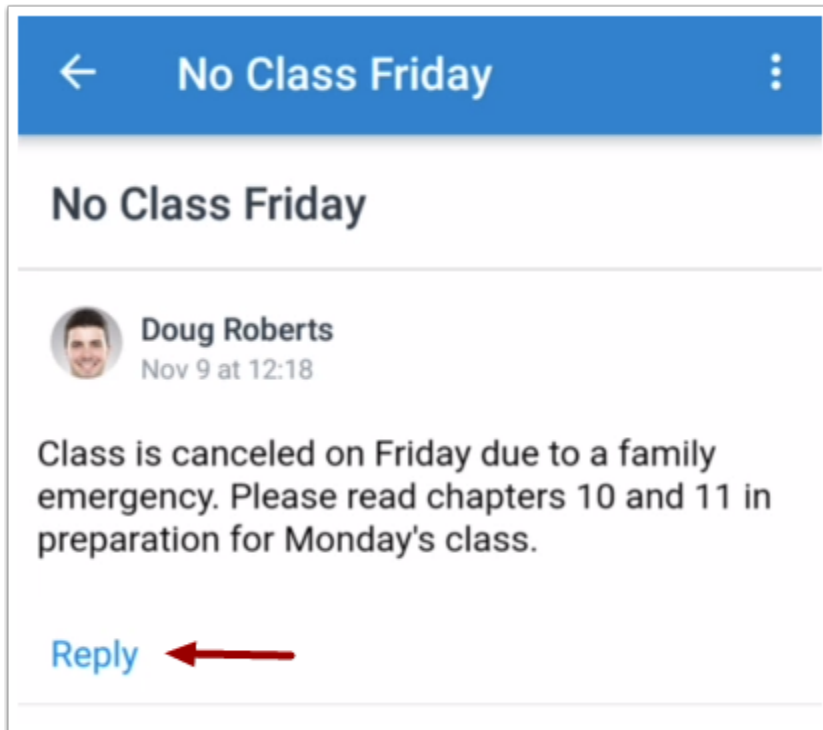 No Class Friday
No Class Friday
Doug Roberts
Nov 9 at 12:18
Class is canceled on Friday due to a family
emergency. Please read chapters 10 and 11 in
preparation for Monday's class.
Reply